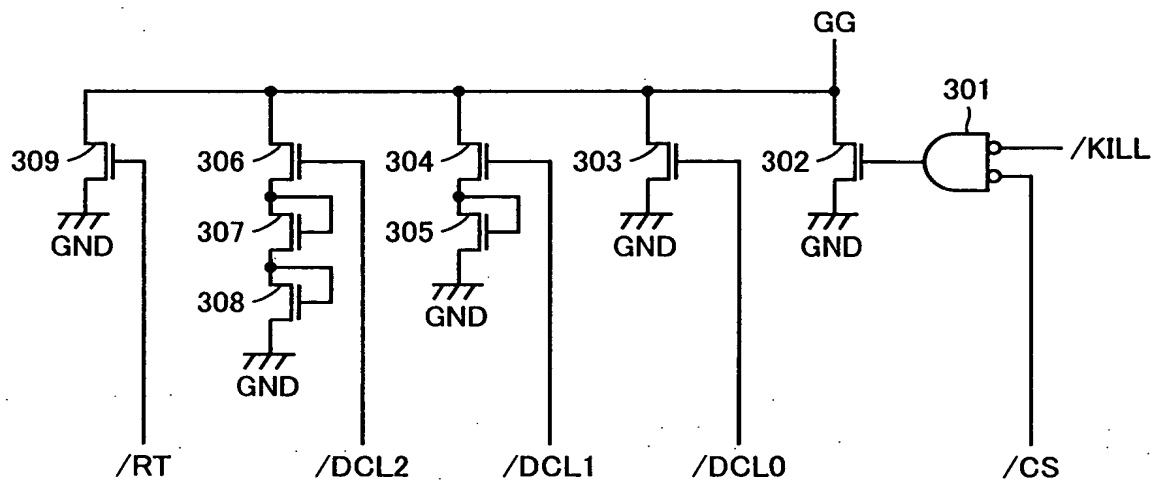 GG
301
309
306
304
303
302
/KILL
GND
307
305
GND
GND
308
GND
GND
/RT
/DCL2
/DCL1
/DCL0
/CS